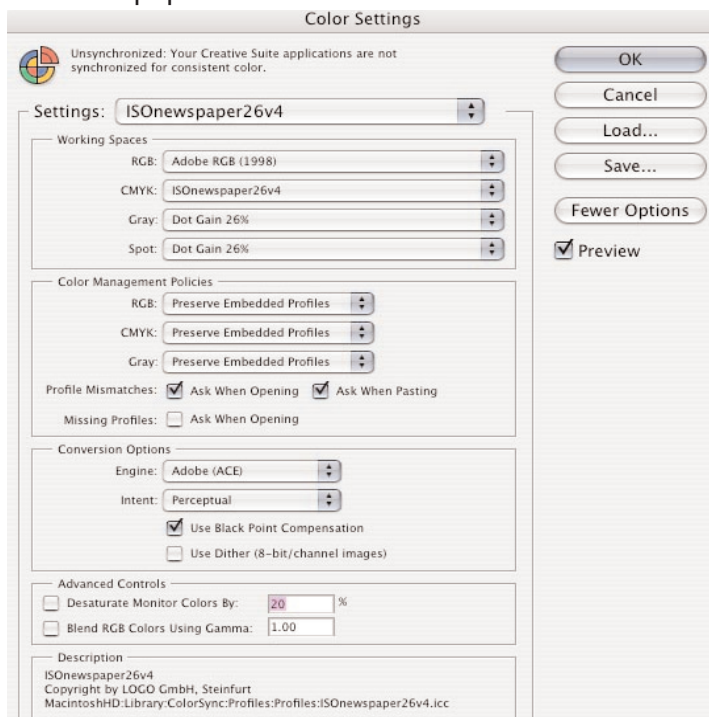 Color Settings
Unsynchronized: Your Creative Suite applications are not
synchronized for consistent color.
OK
Cancel
Load...
Save...
Fewer Options
Preview
Settings: ISOnewspaper26v4
Working Spaces
RGB: Adobe RGB (1998)
CMYK: ISOnewspaper26v4
Gray: Dot Gain 26%
Spot: Dot Gain 26%
Color Management Policies
RGB: Preserve Embedded Profiles
CMYK: Preserve Embedded Profiles
Gray: Preserve Embedded Profiles
Profile Mismatches: Ask When Opening Ask When Pasting
Missing Profiles: Ask When Opening
Conversion Options
Engine: Adobe (ACE)
Intent: Perceptual
Use Black Point Compensation
Use Dither (8-bit/channel images)
Advanced Controls
Desaturate Monitor Colors By: 20 %
Blend RGB Colors Using Gamma: 1.00
Description
ISOnewspaper26v4
Copyright by LOGO GmbH, Steinfurt
MacintoshHD:Library:ColorSync:Profiles:Profiles:ISOnewspaper26v4.icc